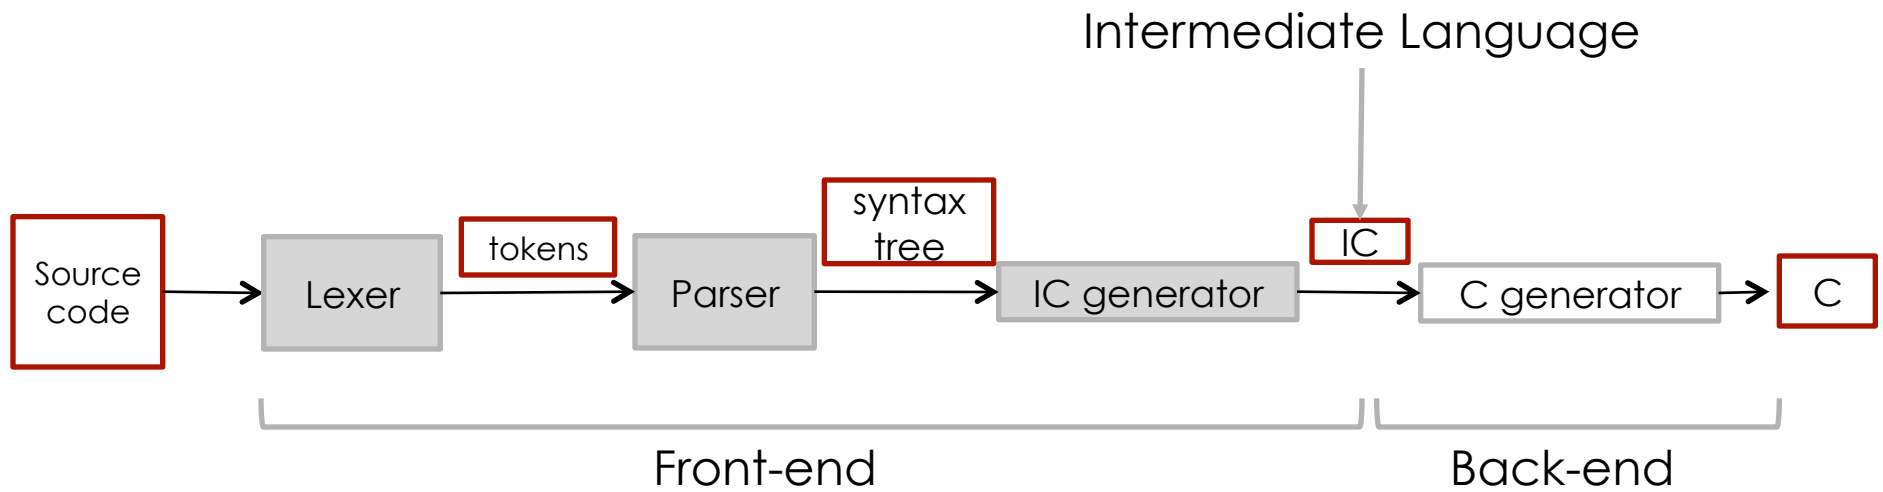 Intermediate Language
Source
code
Lexer
tokens
Parser
syntax
tree
IC generator
IC
C generator
C
Front-end
Back-end